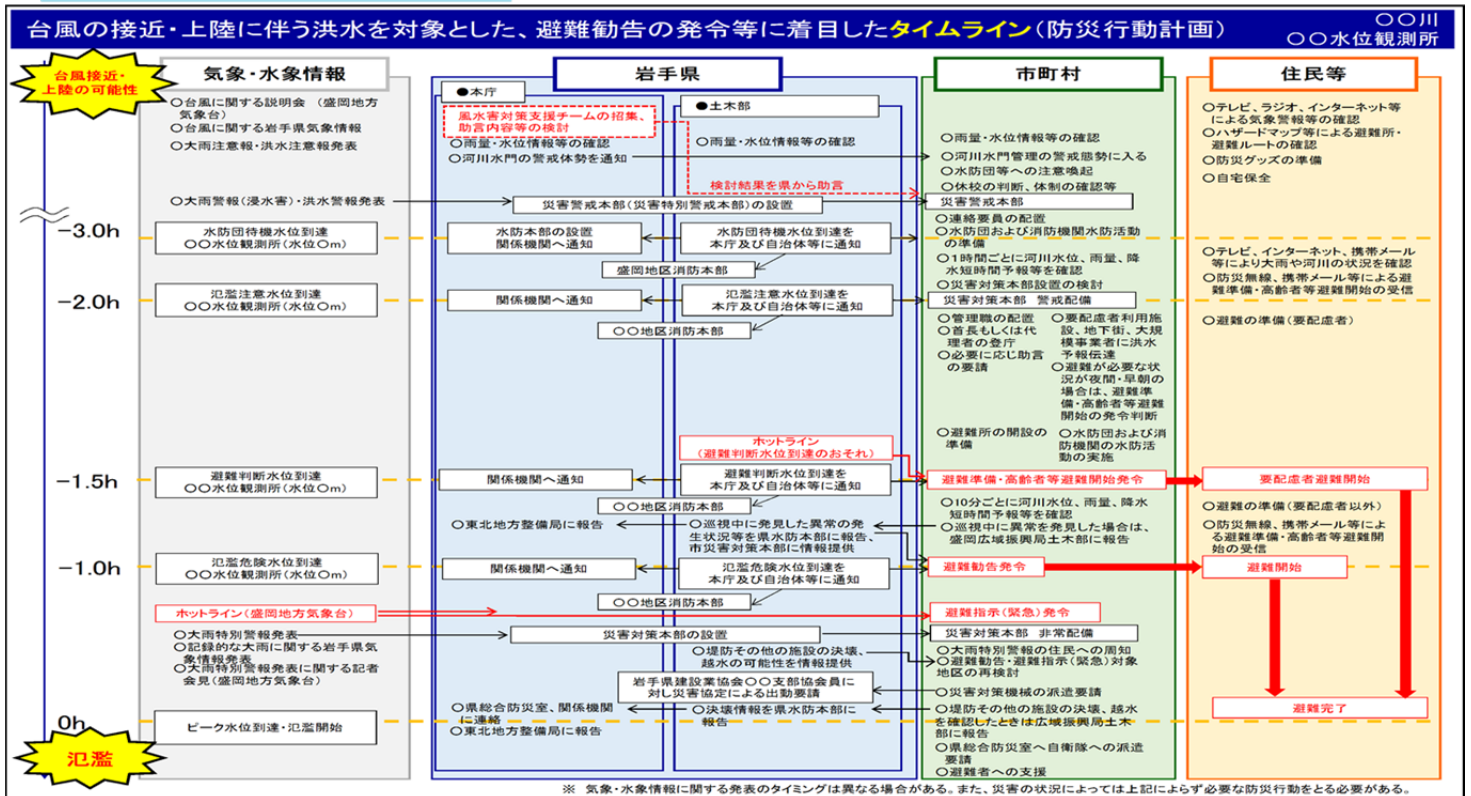 台風の接近・上陸に伴う洪水を対象とした、避難勧告の発令等に着目したタイムライン(防災行動計画)
〇〇川
〇〇水位観測所
台風接近・
上陸の可能性
気象・水象情報
岩手県
市町村
住民等
〇台風に関する説明会 (盛岡地方
気象台)
〇台風に関する岩手県気象情報
〇大雨注意報・洪水注意報発表
〇大雨警報(浸水害)・洪水警報発表
-3.0h
水防団待機水位到達
〇〇水位観測所(水位〇m)
-2.0h
氾濫注意水位到達
〇〇水位観測所(水位〇m)
-1.5h
避難判断水位到達
〇〇水位観測所(水位〇m)
-1.0h
氾濫危険水位到達
〇〇水位観測所(水位〇m)
ホットライン(盛岡地方気象台)
〇大雨特別警報発表
〇記録的な大雨に関する岩手県気
象情報発表
〇大雨特別警報発表に関する記者
会見(盛岡地方気象台)
0h
ピーク水位到達・氾濫開始
氾濫
●本庁
風水害対策支援チームの招集、
助言内容等の検討
〇雨量・水位情報等の確認
〇河川水門の警戒体勢を通知
●土木部
〇雨量・水位情報等の確認
検討結果を県から助言
災害警戒本部(災害特別警戒本部)の設置
水防本部の設置
関係機関へ通知
水防団待機水位到達を
本庁及び自治体等に通知
盛岡地区消防本部
関係機関へ通知
氾濫注意水位到達を
本庁及び自治体等に通知
〇〇地区消防本部
ホットライン
(避難判断水位到達のおそれ)
関係機関へ通知
避難判断水位到達を
本庁及び自治体等に通知
〇〇地区消防本部
〇東北地方整備局に報告
〇巡視中に発見した異常の発
生状況等を県水防本部に報告、
市災害対策本部に情報提供
関係機関へ通知
氾濫危険水位到達を
本庁及び自治体等に通知
〇〇地区消防本部
災害対策本部の設置
〇堤防その他の施設の決壊、
越水の可能性を情報提供
岩手県建設業協会〇〇支部協会員に
対し災害協定による出動要請
〇県総合防災室、関係機関
に連絡
〇東北地方整備局に報告
〇決壊情報を県水防本部に
報告
〇雨量・水位情報等の確認
〇河川水門管理の警戒態勢に入る
〇水防団等への注意喚起
〇休校の判断、体制の確認等
災害警戒本部
〇連絡要員の配置
〇水防団および消防機関水防活動
の準備
〇1時間ごとに河川水位、雨量、降
水短時間予報等を確認
〇災害対策本部設置の検討
災害対策本部 警戒配備
〇管理職の配置
〇首長もしくは代
理者の登庁
〇必要に応じ助言
の要請
〇要配慮者利用施
設、地下街、大規
模事業者に洪水
予報伝達
〇避難が必要な状
況が夜間・早朝の
場合は、避難準
備・高齢者等避難
開始の発令判断
〇避難所の開設の
準備
〇水防団および消
防機関の水防活
動の実施
避難準備・高齢者等避難開始発令
〇10分ごとに河川水位、雨量、降水
短時間予報等を確認
〇巡視中に異常を発見した場合は、
盛岡広域振興局土木部に報告
避難勧告発令
避難指示(緊急)発令
災害対策本部 非常配備
〇大雨特別警報の住民への周知
〇避難勧告・避難指示(緊急)対象
地区の再検討
〇災害対策機械の派遣要請
〇堤防その他の施設の決壊、越水
を確認したときは広域振興局土木
部に報告
〇県総合防災室へ自衛隊への派遣
要請
〇避難者への支援
〇テレビ、ラジオ、インターネット等
による気象警報等の確認
〇ハザードマップ等による避難所・
避難ルートの確認
〇防災グッズの準備
〇自宅保全
〇テレビ、インターネット、携帯メール
等により大雨や河川の状況を確認
〇防災無線、携帯メール等による避
難準備・高齢者等避難開始の受信
〇避難の準備(要配慮者)
要配慮者避難開始
〇避難の準備(要配慮者以外)
〇防災無線、携帯メール等によ
る避難準備・高齢者等避難開
始の受信
避難開始
避難完了
※ 気象・水象情報に関する発表のタイミングは異なる場合がある。また、災害の状況によっては上記によらず必要な防災行動をとる必要がある。